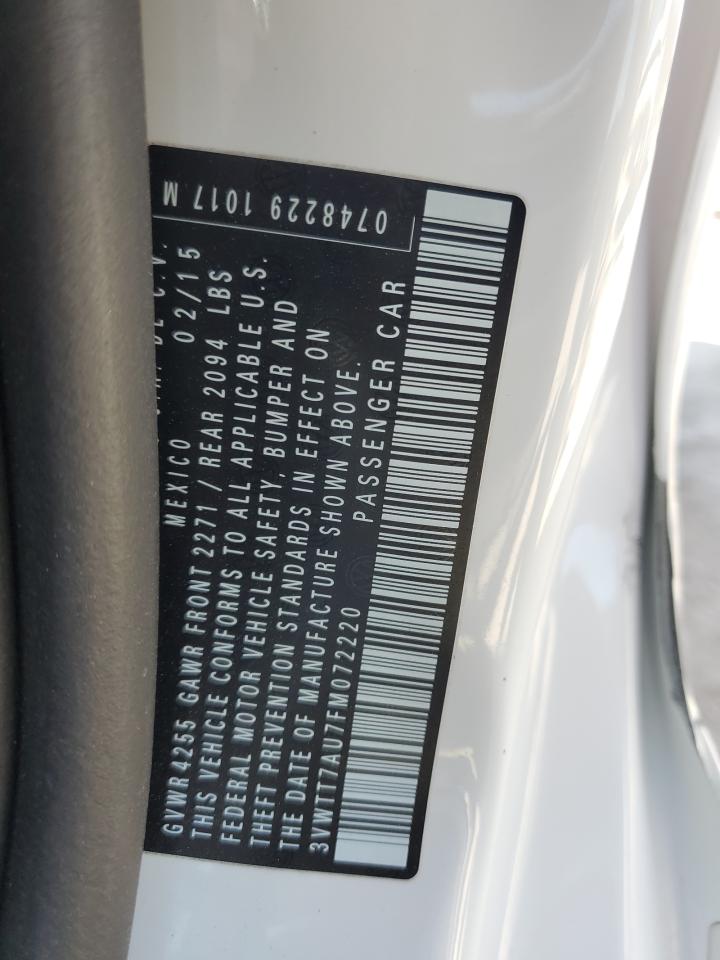 DE C.V.
MEXICO 02/15
GVWR 4255 GAWR FRONT 2271 / REAR 2094 LBS
THIS VEHICLE CONFORMS TO ALL APPLICABLE U.S.
FEDERAL MOTOR VEHICLE SAFETY, BUMPER AND
THEFT PREVENTION STANDARDS IN EFFECT ON
THE DATE OF MANUFACTURE SHOWN ABOVE.
3VWTT7AU7FM072220 PASSENGER CAR
0748229 1017 M